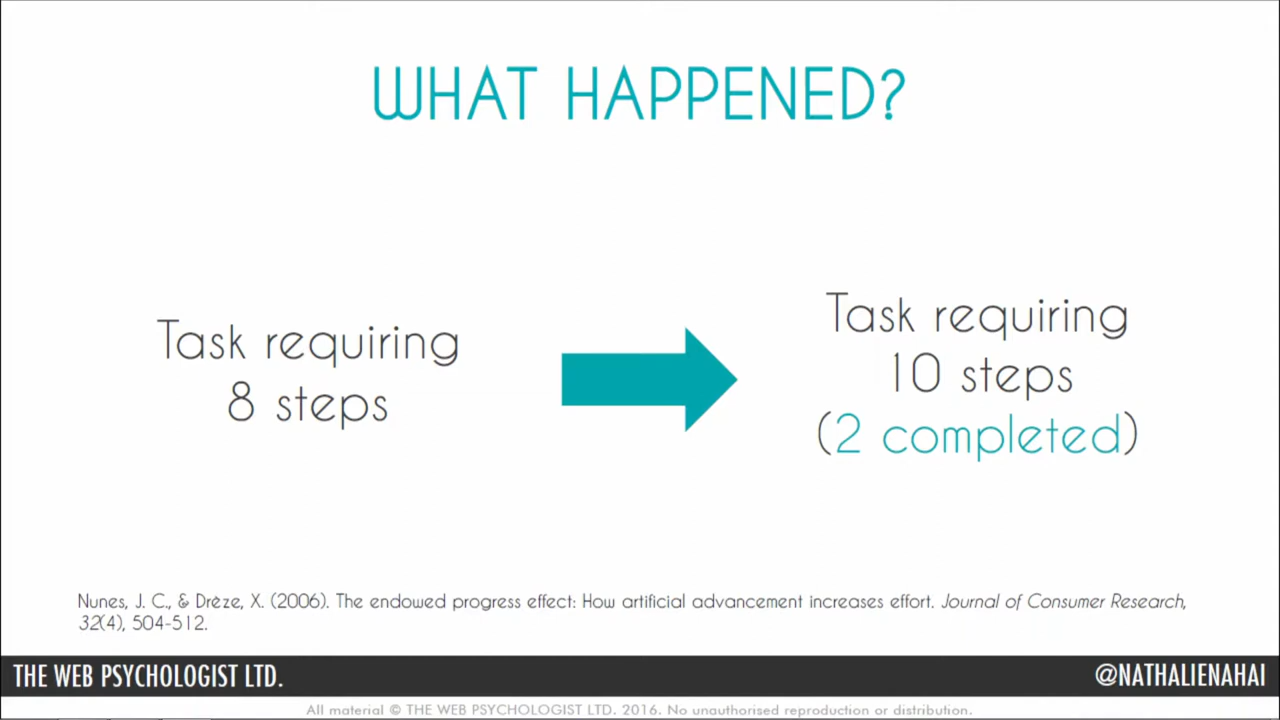 WHAT HAPPENED?
Task requiring
8 steps
Task requiring
10 steps
(2 completed)
Nunes, J. C., & Drèze, X. (2006). The endowed progress effect: How artificial advancement increases effort. Journal of Consumer Research,
32(4), 504-512.
THE WEB PSYCHOLOGIST LTD.
@NATHALIENAHAI
All material © THE WEB PSYCHOLOGIST LTD. 2016. No unauthorised reproduction or distribution.